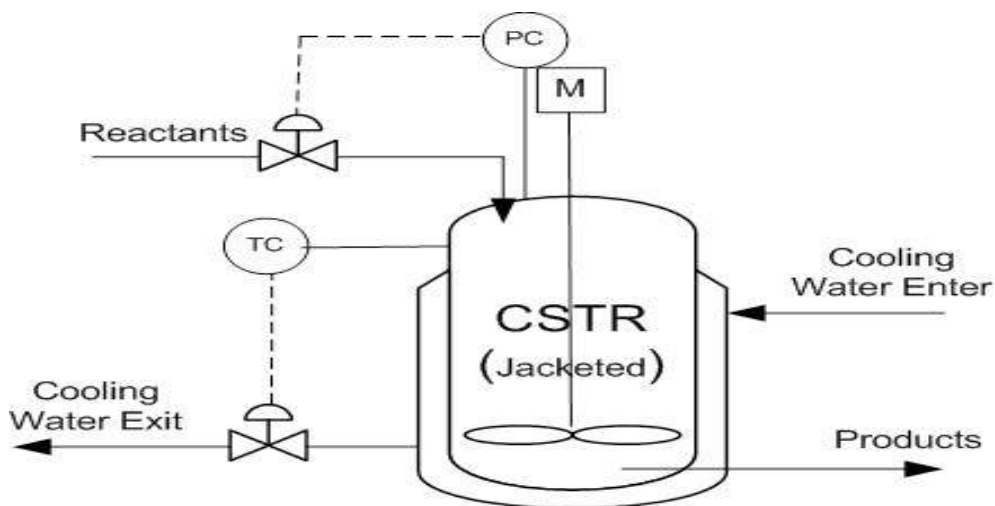 PC
M
Reactants
TC
Cooling
Water Enter
CSTR
(Jacketed)
Cooling
Water Exit
Products